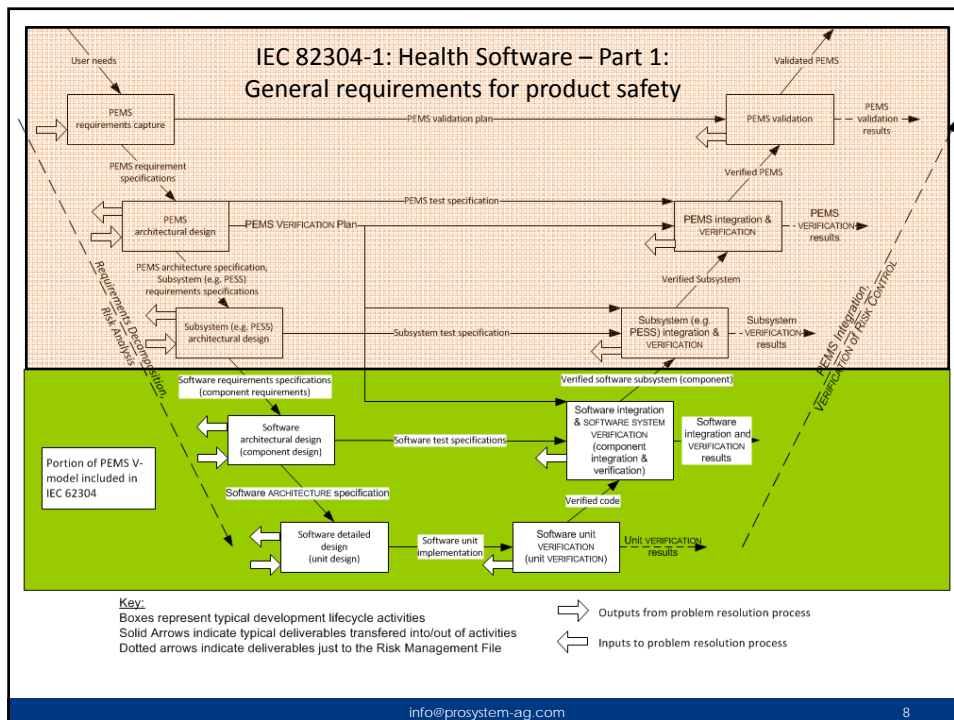 IEC 82304-1: Health Software – Part 1:
General requirements for product safety
User needs
Validated PEMS
PEMS
requirements capture
PEMS validation plan
PEMS validation
PEMS
validation
results
PEMS requirement
specifications
Verified PEMS
PEMS
architectural design
PEMS test specification
PEMS VERIFICATION Plan
PEMS integration &
VERIFICATION
PEMS
VERIFICATION
results
PEMS architecture specification,
Subsystem (e.g. PESS)
requirements specifications
Verified Subsystem
Requirements Decomposition,
Risk Analysis
PEMS Integration,
VERIFICATION of RISK CONTROL
Subsystem (e.g. PESS)
architectural design
Subsystem test specification
Subsystem (e.g.
PESS) integration &
VERIFICATION
Subsystem
VERIFICATION
results
Software requirements specifications
(component requirements)
Verified software subsystem (component)
Software
architectural design
(component design)
Software test specifications
Software integration
& SOFTWARE SYSTEM
VERIFICATION
(component
integration &
verification)
Software
integration and
VERIFICATION
results
Portion of PEMS V-
model included in
IEC 62304
Software ARCHITECTURE specification
Verified code
Software detailed
design
(unit design)
Software unit
implementation
Software unit
VERIFICATION
(unit VERIFICATION)
Unit VERIFICATION
results
Key:
Boxes represent typical development lifecycle activities
Solid Arrows indicate typical deliverables transfered into/out of activities
Dotted arrows indicate deliverables just to the Risk Management File
Outputs from problem resolution process
Inputs to problem resolution process
info@prosystem-ag.com
8